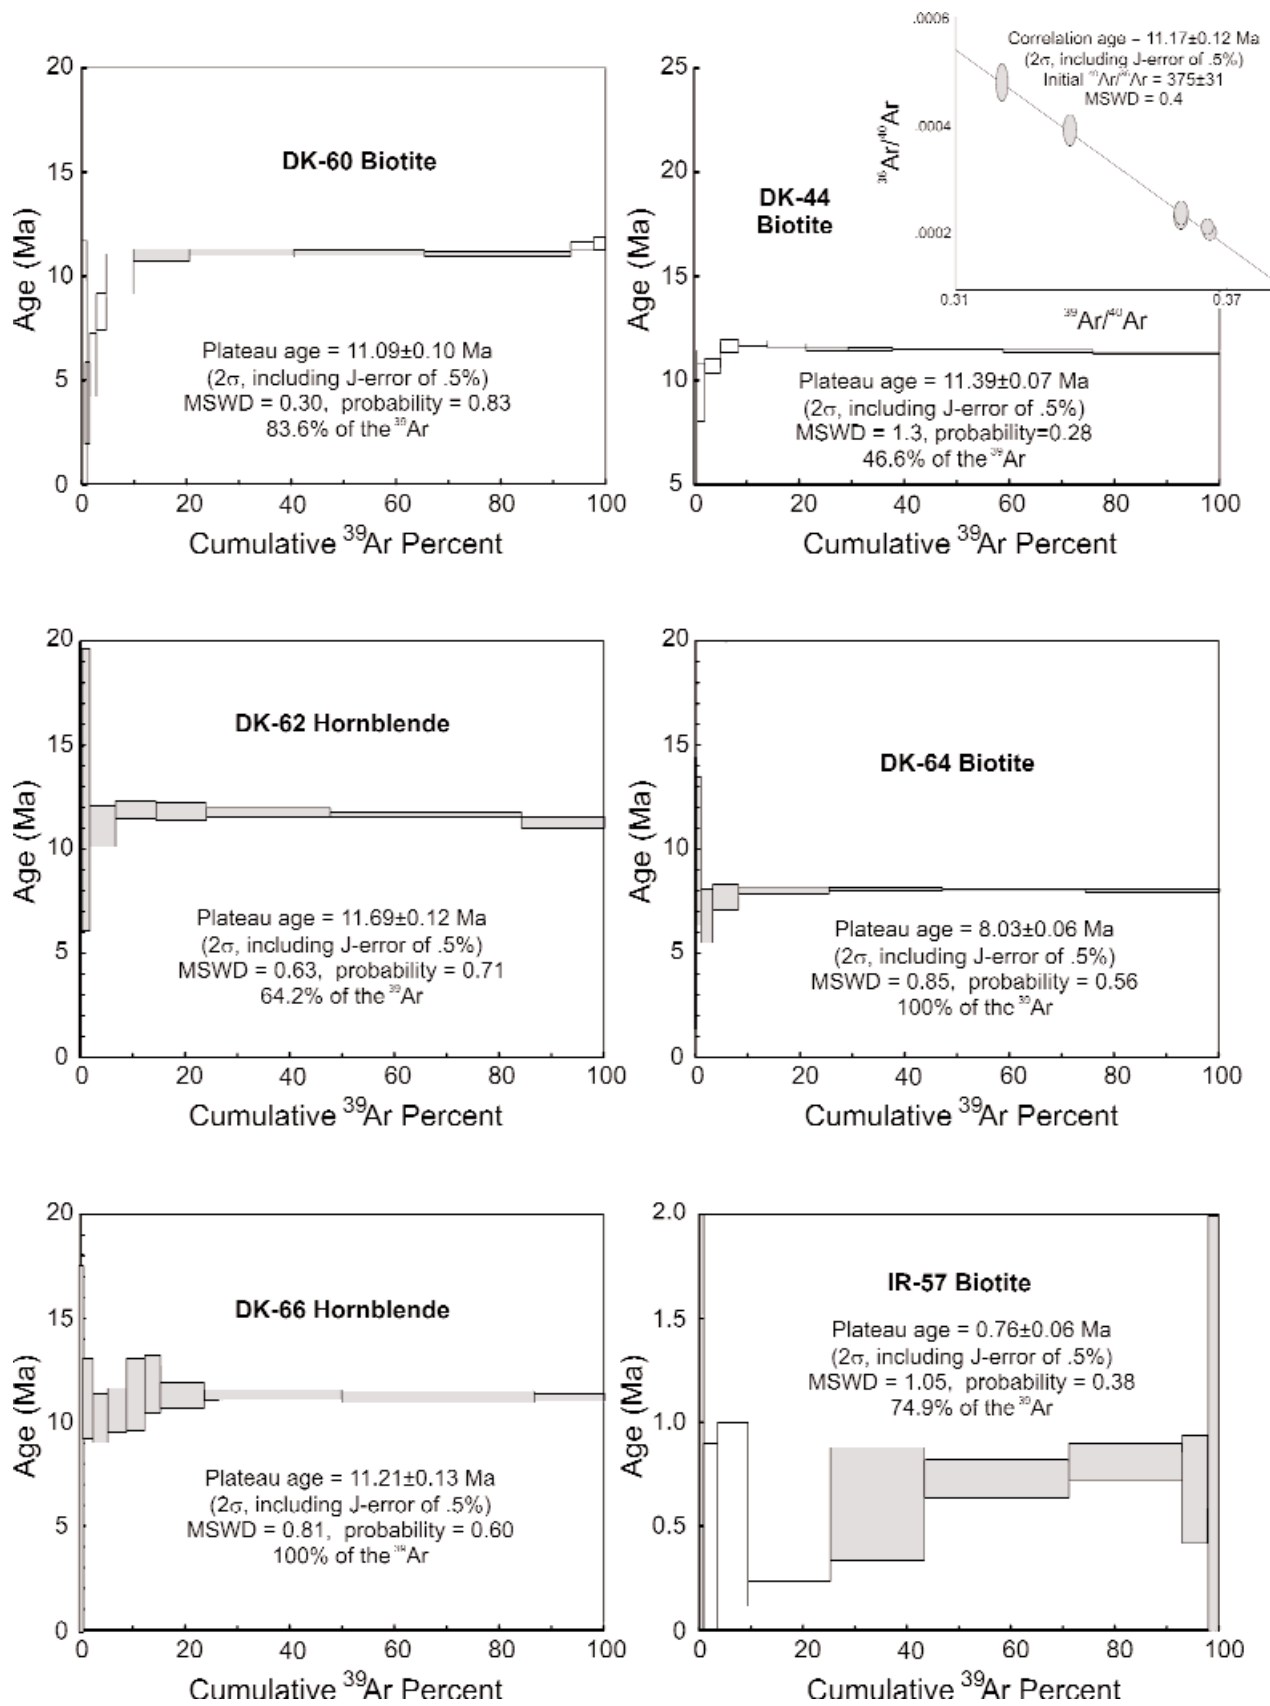 20
15
10
5
0
Age (Ma)
DK-60 Biotite
Plateau age = 11.09±0.10 Ma
(2σ, including J-error of .5%)
MSWD = 0.30, probability = 0.83
83.6% of the ³⁹Ar
0 20 40 60 80 100
Cumulative ³⁹Ar Percent
25
20
15
10
5
Age (Ma)
DK-44
Biotite
Plateau age = 11.39±0.07 Ma
(2σ, including J-error of .5%)
MSWD = 1.3, probability=0.28
46.6% of the ³⁹Ar
0 20 40 60 80 100
Cumulative ³⁹Ar Percent
.0006
.0004
.0002
³⁶Ar/⁴⁰Ar
Correlation age = 11.17±0.12 Ma
(2σ, including J-error of .5%)
Initial ⁴⁰Ar/³⁶Ar = 375±31
MSWD = 0.4
0.31 0.37
³⁹Ar/⁴⁰Ar
20
15
10
5
0
Age (Ma)
DK-62 Hornblende
Plateau age = 11.69±0.12 Ma
(2σ, including J-error of .5%)
MSWD = 0.63, probability = 0.71
64.2% of the ³⁹Ar
0 20 40 60 80 100
Cumulative ³⁹Ar Percent
20
15
10
5
0
Age (Ma)
DK-64 Biotite
Plateau age = 8.03±0.06 Ma
(2σ, including J-error of .5%)
MSWD = 0.85, probability = 0.56
100% of the ³⁹Ar
0 20 40 60 80 100
Cumulative ³⁹Ar Percent
20
15
10
5
0
Age (Ma)
DK-66 Hornblende
Plateau age = 11.21±0.13 Ma
(2σ, including J-error of .5%)
MSWD = 0.81, probability = 0.60
100% of the ³⁹Ar
0 20 40 60 80 100
Cumulative ³⁹Ar Percent
2.0
1.5
1.0
0.5
0
Age (Ma)
IR-57 Biotite
Plateau age = 0.76±0.06 Ma
(2σ, including J-error of .5%)
MSWD = 1.05, probability = 0.38
74.9% of the ³⁹Ar
0 20 40 60 80 100
Cumulative ³⁹Ar Percent